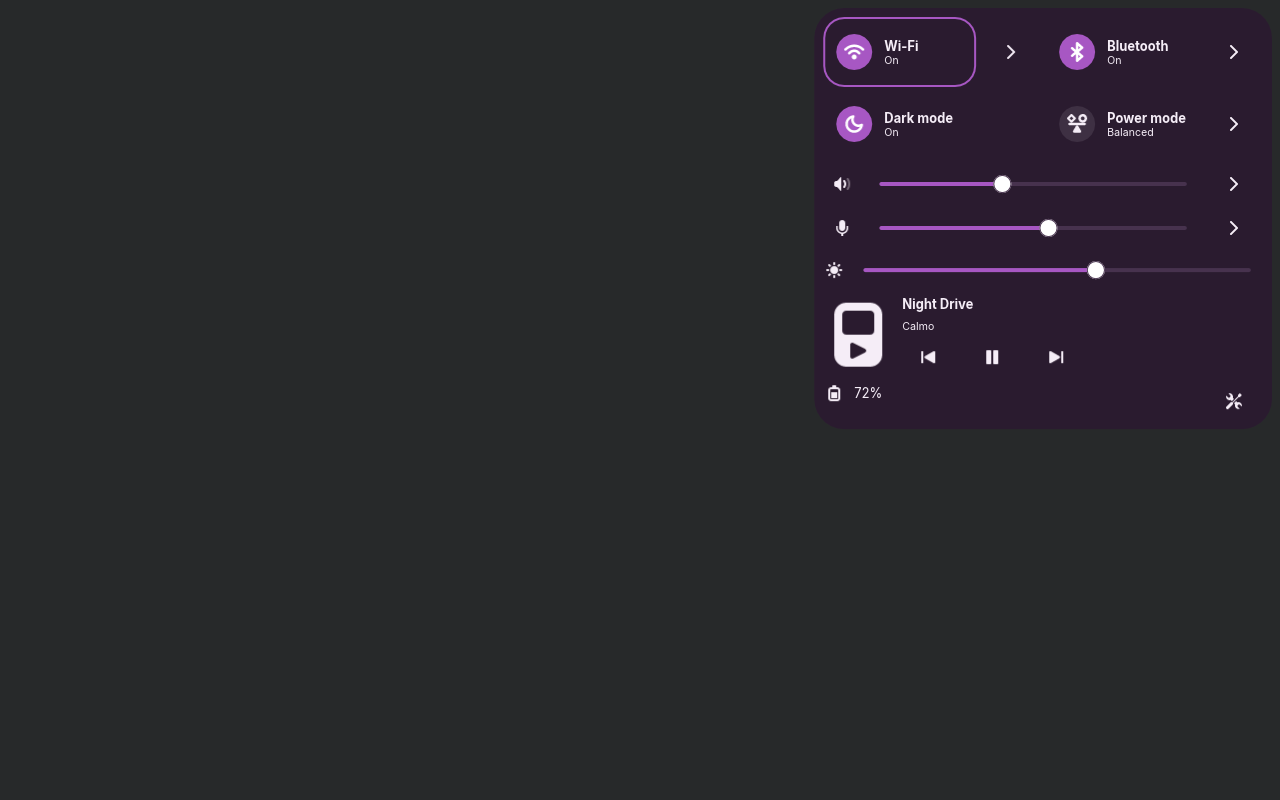 Wi-Fi
On
Bluetooth
On
Dark mode
On
Power mode
Balanced
Night Drive
Calmo
72%